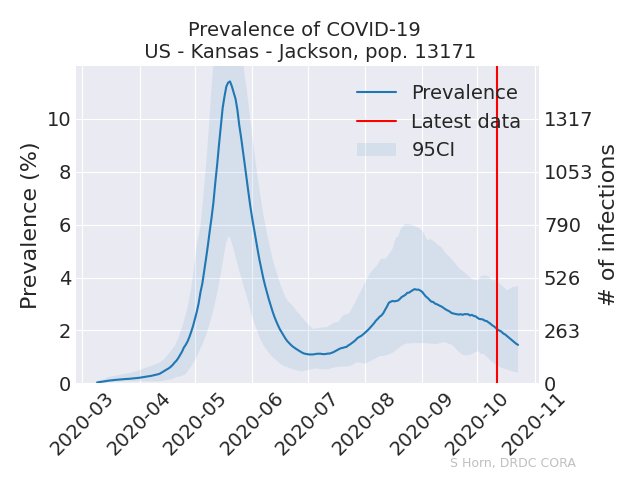 Prevalence of COVID-19
US - Kansas - Jackson, pop. 13171
Prevalence
Latest data
95CI
Prevalence (%)
10
8
6
4
2
0
1317
1053
790
526
263
0
# of infections
2020-03
2020-04
2020-05
2020-06
2020-07
2020-08
2020-09
2020-10
2020-11
S Horn, DRDC CORA